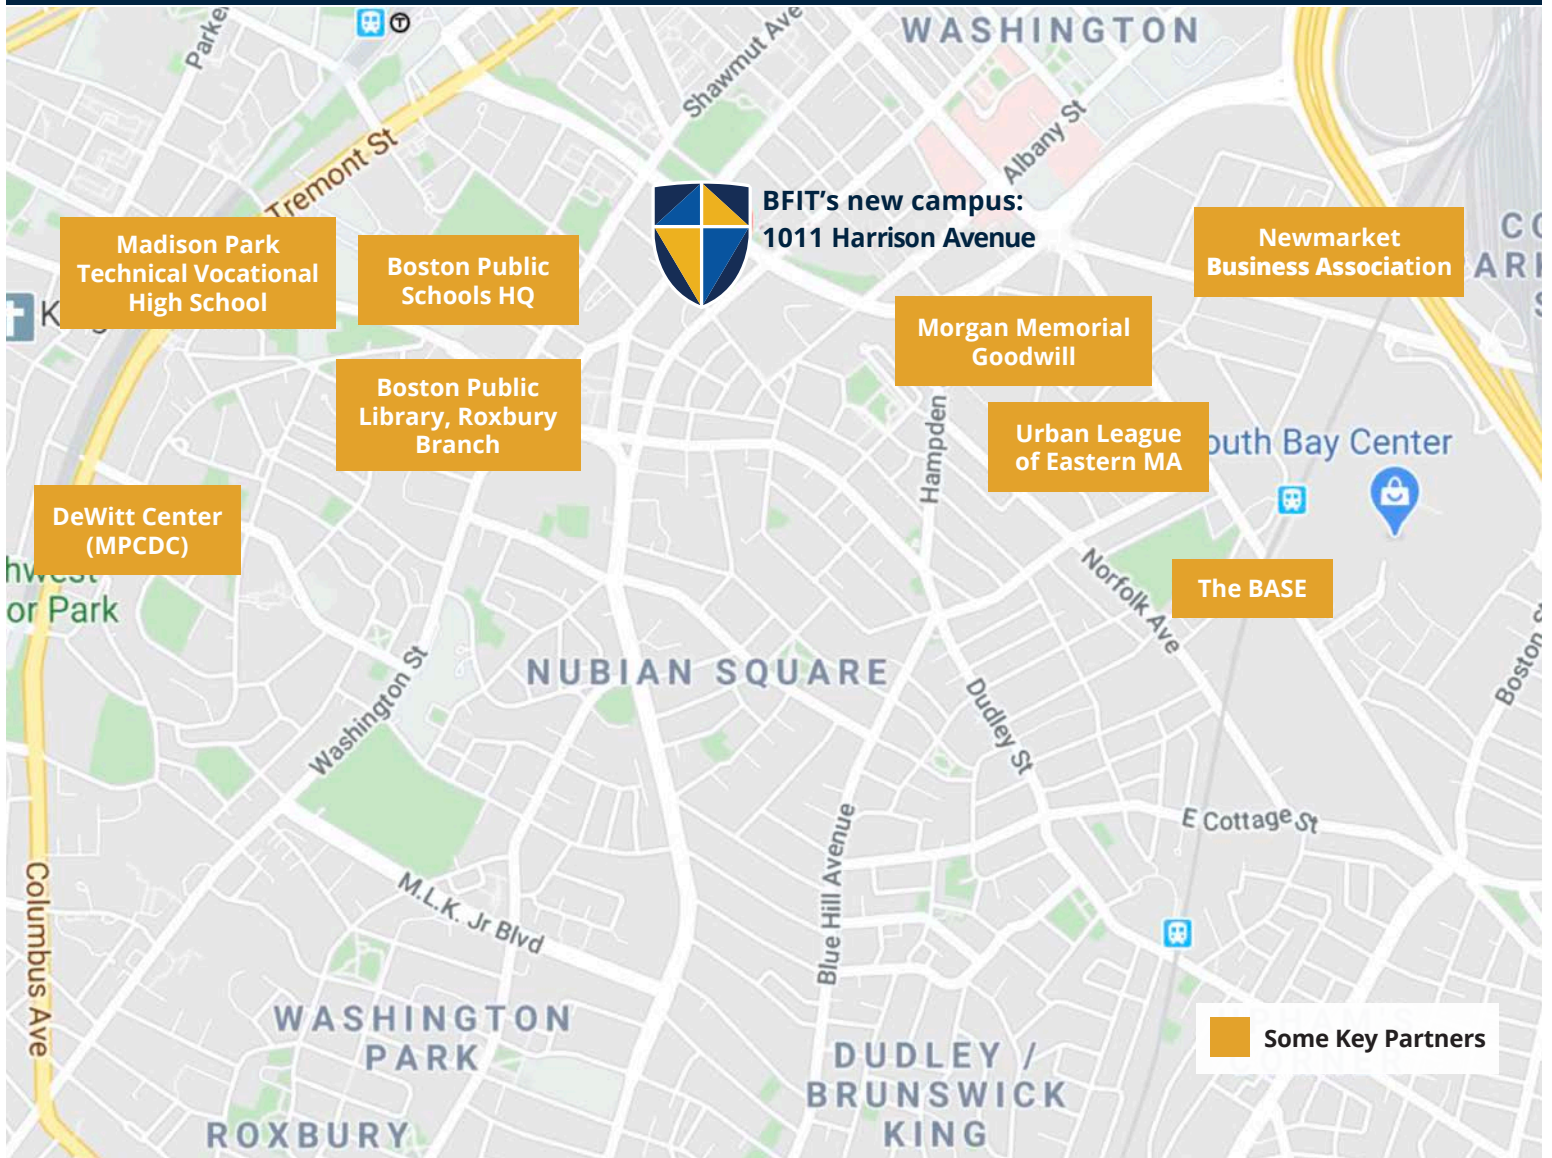 Parke
T
Shawmut Ave
WASHINGTON
Tremont St
Albany St
BFIT's new campus:
1011 Harrison Avenue
Madison Park
Technical Vocational
High School
Boston Public
Schools HQ
Newmarket
Business Association
Morgan Memorial
Goodwill
Boston Public
Library, Roxbury
Branch
Hampden
Urban League
of Eastern MA
outh Bay Center
DeWitt Center
(MPCDC)
hwest
or Park
Norfolk Ave
The BASE
Boston S
NUBIAN SQUARE
Washington St
Dudley St
E Cottage St
Blue Hill Avenue
Columbus Ave
M.L.K. Jr Blvd
WASHINGTON
PARK
DUDLEY /
BRUNSWICK
KING
Some Key Partners
ROXBURY